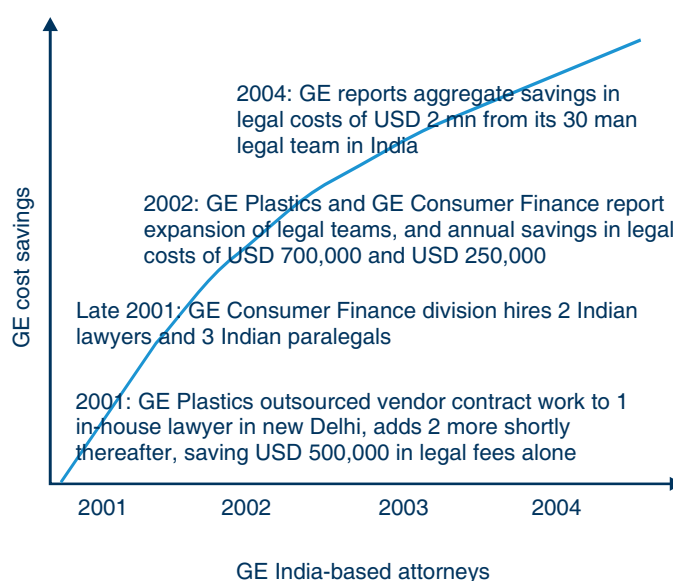 2004: GE reports aggregate savings in
legal costs of USD 2 mn from its 30 man
legal team in India
2002: GE Plastics and GE Consumer Finance report
expansion of legal teams, and annual savings in legal
costs of USD 700,000 and USD 250,000
GE cost savings
Late 2001: GE Consumer Finance division hires 2 Indian
lawyers and 3 Indian paralegals
2001: GE Plastics outsourced vendor contract work to 1
in-house lawyer in new Delhi, adds 2 more shortly
thereafter, saving USD 500,000 in legal fees alone
2001 2002 2003 2004
GE India-based attorneys